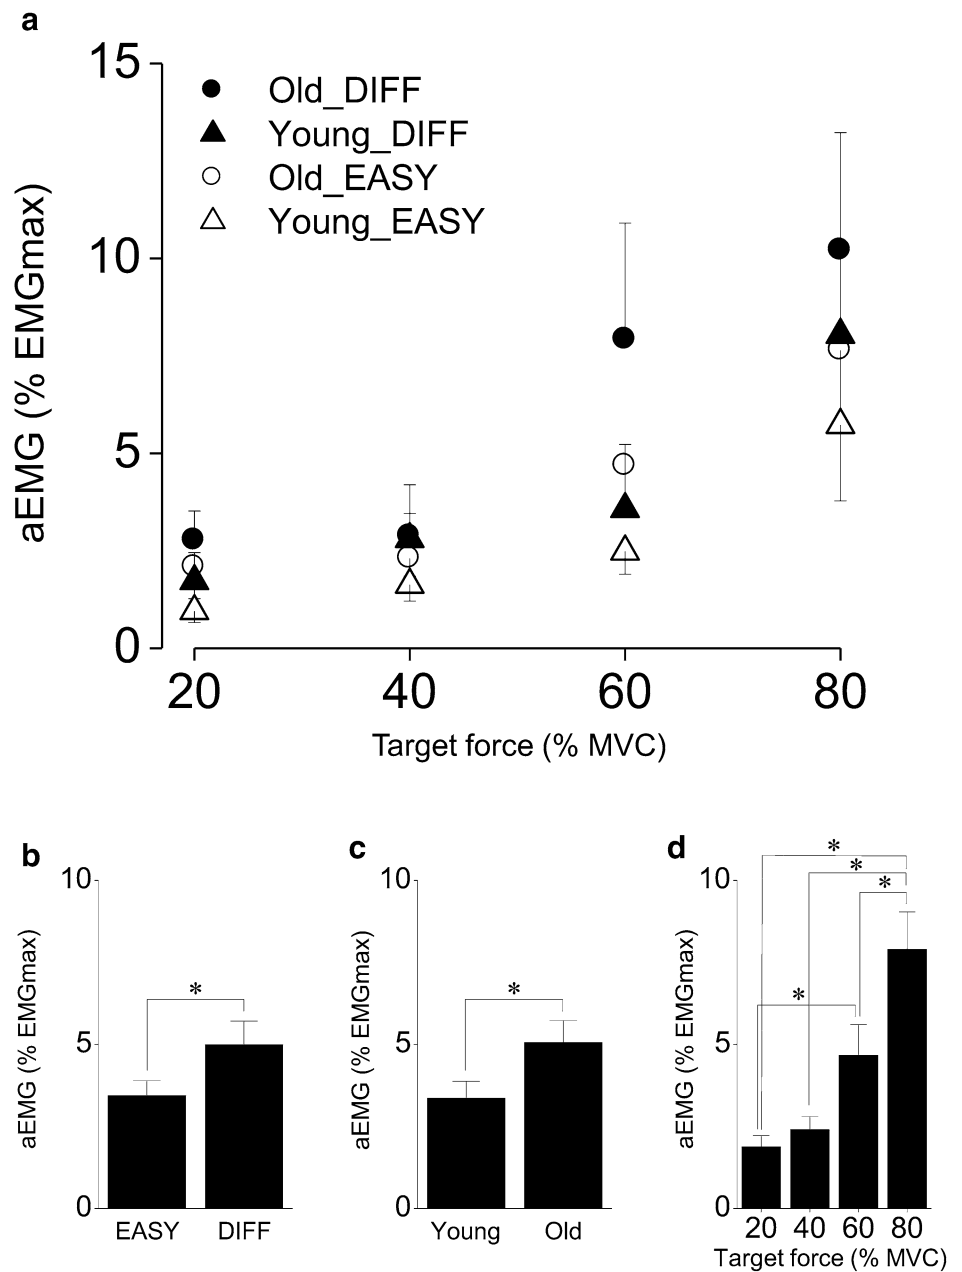 a
15
10
5
0
aEMG (% EMGmax)
Old_DIFF
Young_DIFF
Old_EASY
Young_EASY
20 40 60 80
Target force (% MVC)
b
10
5
0
aEMG (% EMGmax)
*
EASY DIFF
c
10
5
0
aEMG (% EMGmax)
*
Young Old
d
10
5
0
aEMG (% EMGmax)
*
*
*
*
20 40 60 80
Target force (% MVC)